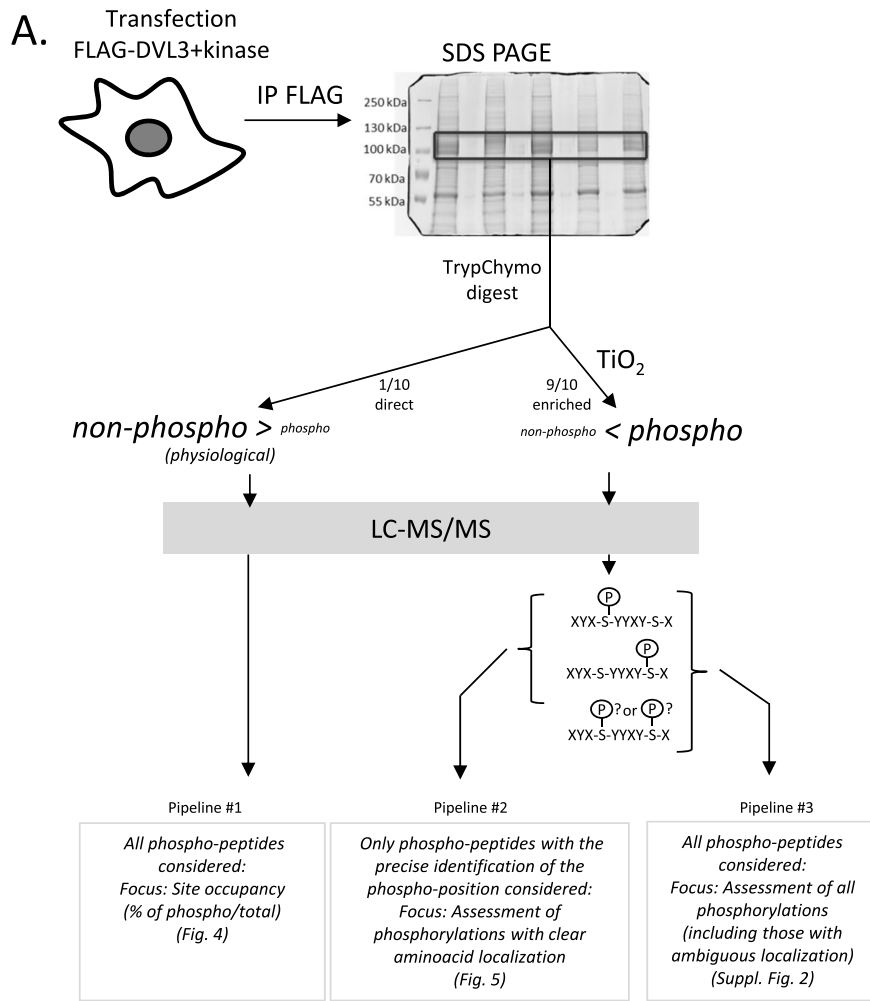 A.
Transfection
FLAG-DVL3+kinase
IP FLAG
SDS PAGE
250 kDa
130 kDa
100 kDa
70 kDa
55 kDa
TrypChymo
digest
TiO2
1/10
direct
9/10
enriched
non-phospho > phospho
(physiological)
non-phospho < phospho
LC-MS/MS
P
XYX-S-YYXY-S-X
P
XYX-S-YYXY-S-X
P ? or P ?
XYX-S-YYXY-S-X
Pipeline #1
All phospho-peptides
considered:
Focus: Site occupancy
(% of phospho/total)
(Fig. 4)
Pipeline #2
Only phospho-peptides with the
precise identification of the
phospho-position considered:
Focus: Assessment of
phosphorylations with clear
aminoacid localization
(Fig. 5)
Pipeline #3
All phospho-peptides
considered:
Focus: Assessment of all
phosphorylations
(including those with
ambiguous localization)
(Suppl. Fig. 2)